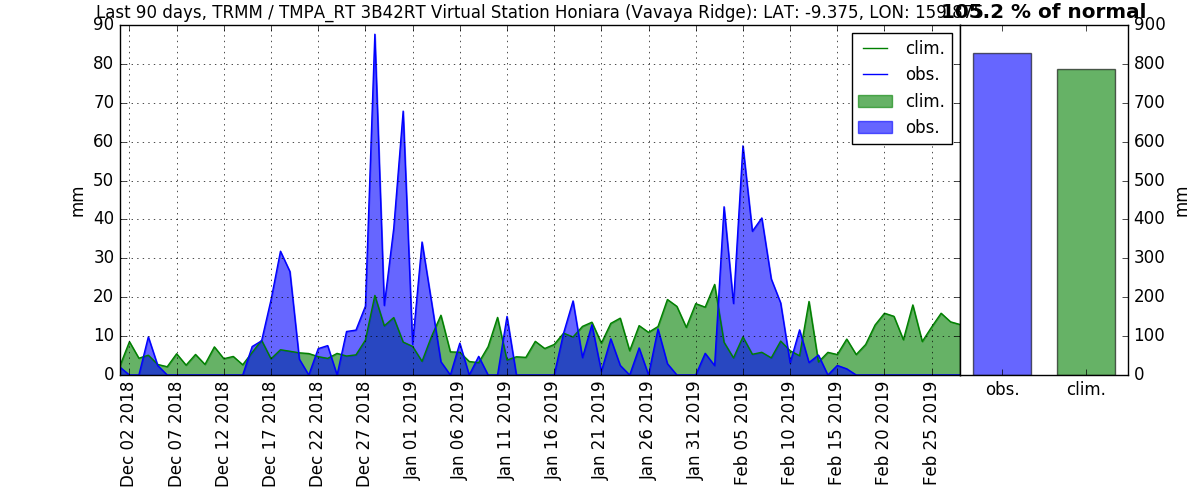 Last 90 days, TRMM / TMPA_RT 3B42RT Virtual Station Honiara (Vavaya Ridge): LAT: -9.375, LON:
105.2 % of normal
90
80
70
60
50
40
30
20
10
0
mm
clim.
obs.
clim.
obs.
Dec 02 2018
Dec 07 2018
Dec 12 2018
Dec 17 2018
Dec 22 2018
Dec 27 2018
Jan 01 2019
Jan 06 2019
Jan 11 2019
Jan 16 2019
Jan 21 2019
Jan 26 2019
Jan 31 2019
Feb 05 2019
Feb 10 2019
Feb 15 2019
Feb 20 2019
Feb 25 2019
900
800
700
600
500
400
300
200
100
0
mm
obs.
clim.